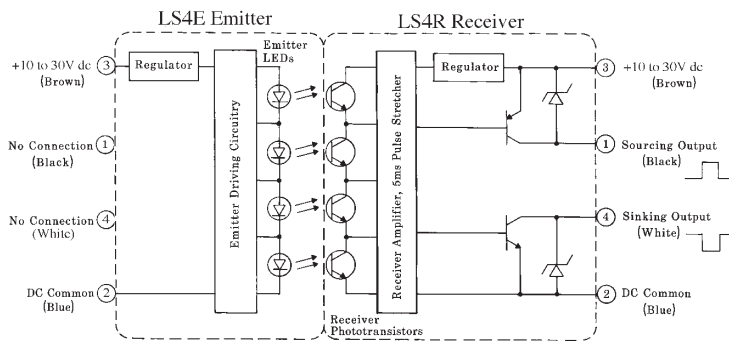 LS4E Emitter
LS4R Receiver
+10 to 30V dc
(Brown)
3
Regulator
Emitter
LEDs
Regulator
3
+10 to 30V dc
(Brown)
No Connection
(Black)
1
Emitter Driving Circuitry
Receiver Amplifier, 5ms Pulse Stretcher
1
Sourcing Output
(Black)
No Connection
(White)
4
4
Sinking Output
(White)
DC Common
(Blue)
2
Receiver
Phototransistors
2
DC Common
(Blue)